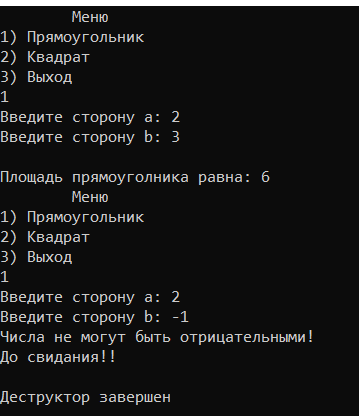 Меню
1) Прямоугольник
2) Квадрат
3) Выход
1
Введите сторону a: 2
Введите сторону b: 3
Площадь прямоуголника равна: 6
Меню
1) Прямоугольник
2) Квадрат
3) Выход
1
Введите сторону a: 2
Введите сторону b: -1
Числа не могут быть отрицательными!
До свидания!!
Деструктор завершен